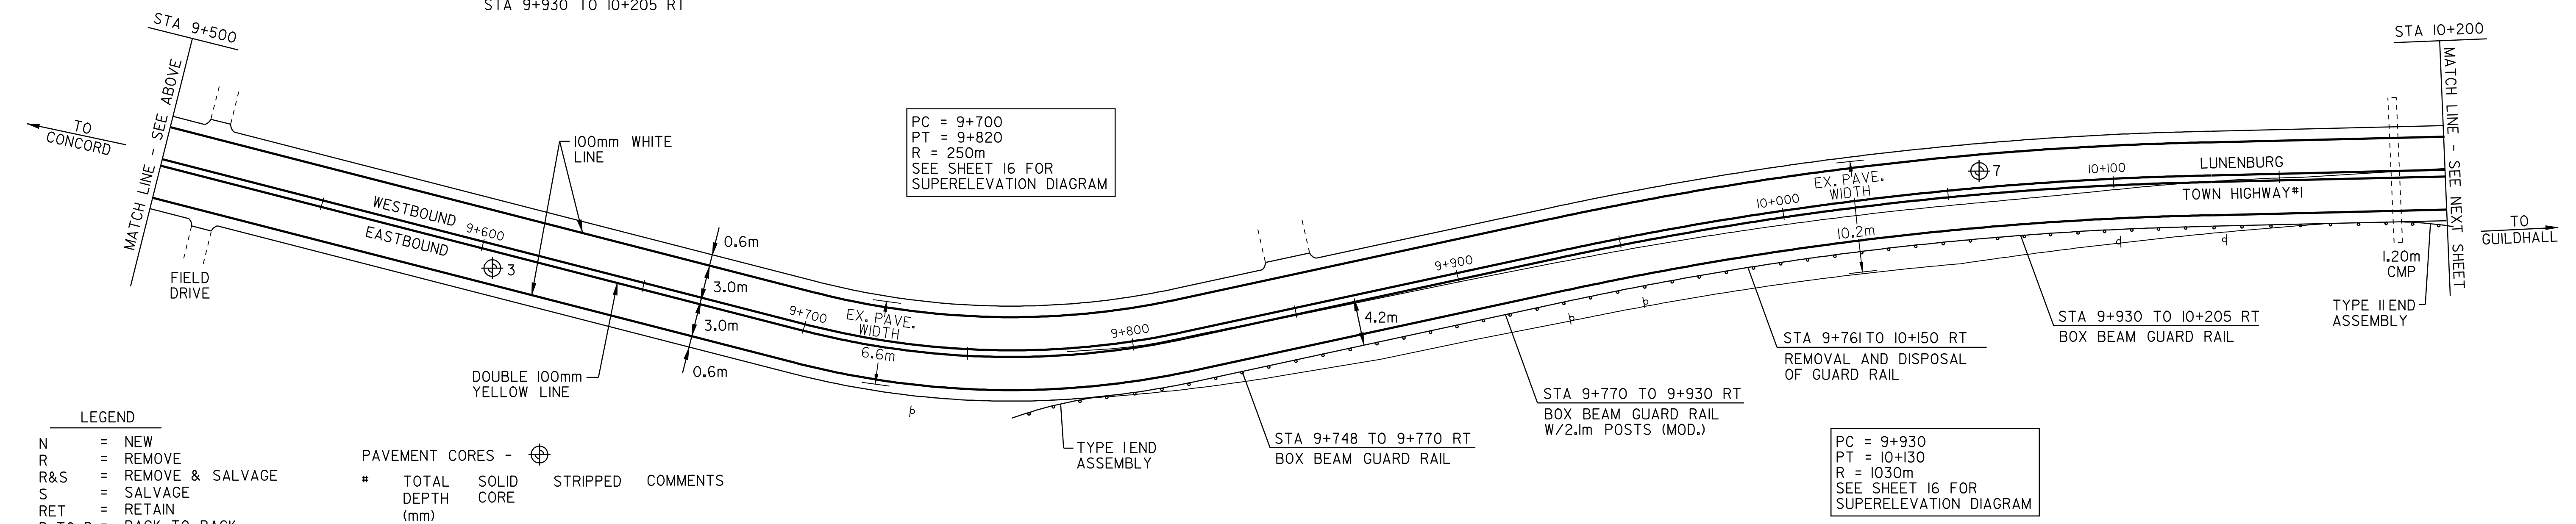 STA 9+930 TO 10+205 RT
STA 9+500
STA 10+200
MATCH LINE - SEE ABOVE
MATCH LINE - SEE NEXT SHEET
TO
CONCORD
100mm WHITE
LINE
PC = 9+700
PT = 9+820
R = 250m
SEE SHEET 16 FOR
SUPERELEVATION DIAGRAM
WESTBOUND
EASTBOUND
9+600
3
FIELD
DRIVE
0.6m
3.0m
3.0m
0.6m
9+700
EX. PAVE.
WIDTH
6.6m
9+800
9+900
4.2m
10+000
EX. PAVE.
WIDTH
10.2m
7
10+100
LUNENBURG
TOWN HIGHWAY#1
TO
GUILDHALL
1.20m
CMP
TYPE II END
ASSEMBLY
STA 9+930 TO 10+205 RT
BOX BEAM GUARD RAIL
STA 9+761 TO 10+150 RT
REMOVAL AND DISPOSAL
OF GUARD RAIL
STA 9+770 TO 9+930 RT
BOX BEAM GUARD RAIL
W/2.1m POSTS (MOD.)
STA 9+748 TO 9+770 RT
BOX BEAM GUARD RAIL
TYPE I END
ASSEMBLY
DOUBLE 100mm
YELLOW LINE
PC = 9+930
PT = 10+130
R = 1030m
SEE SHEET 16 FOR
SUPERELEVATION DIAGRAM
LEGEND
N = NEW
R = REMOVE
R&S = REMOVE & SALVAGE
S = SALVAGE
RET = RETAIN
B TO B = BACK TO BACK
PAVEMENT CORES -
# TOTAL SOLID STRIPPED COMMENTS
DEPTH CORE
(mm)